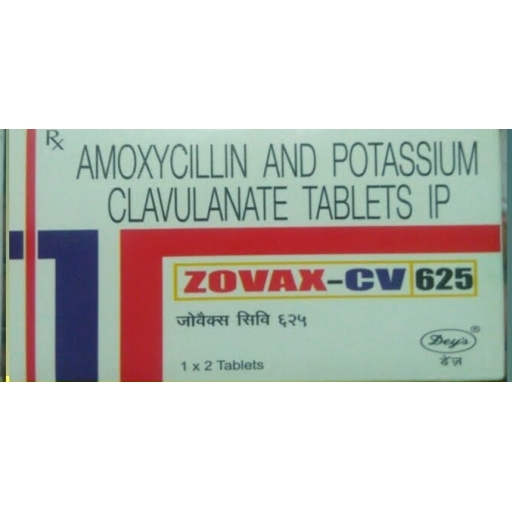 Rx
AMOXYCILLIN AND POTASSIUM
CLAVULANATE TABLETS IP
ZOVAX-CV 625
जोवैक्स सिवि ६२५
1 x 2 Tablets
Dey's®
डेज़